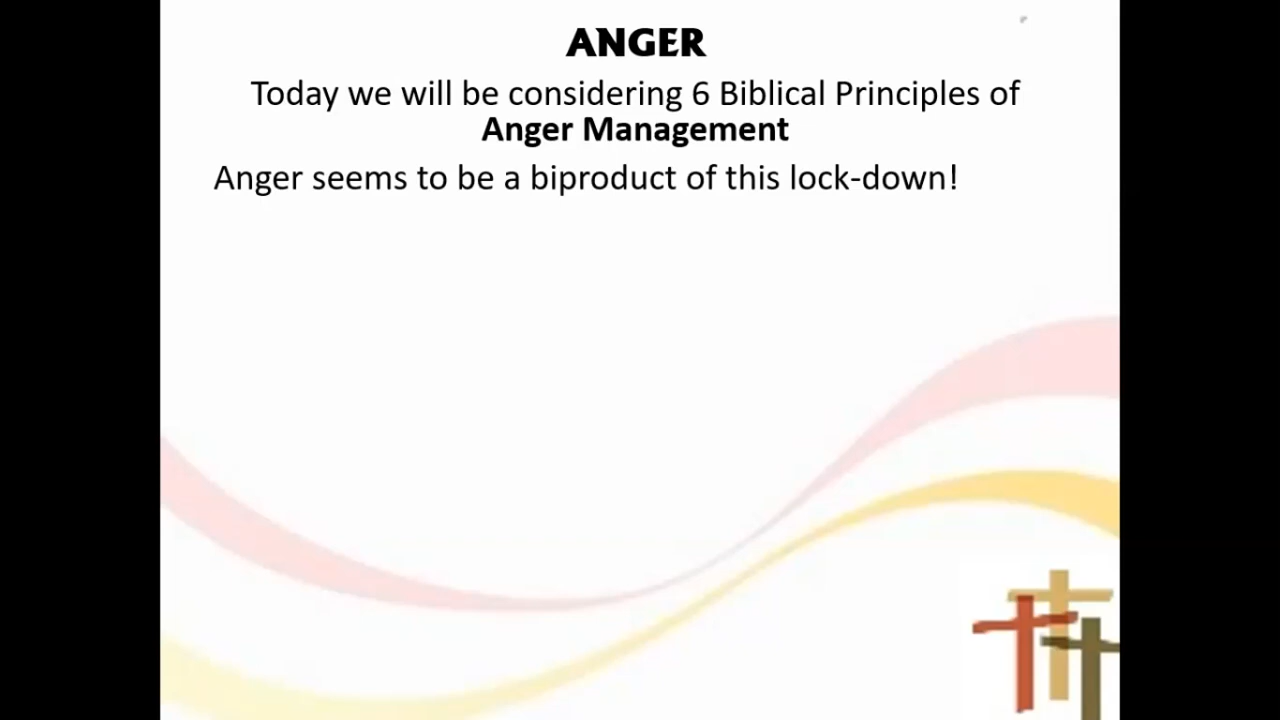 ANGER
Today we will be considering 6 Biblical Principles of
Anger Management
Anger seems to be a biproduct of this lock-down!